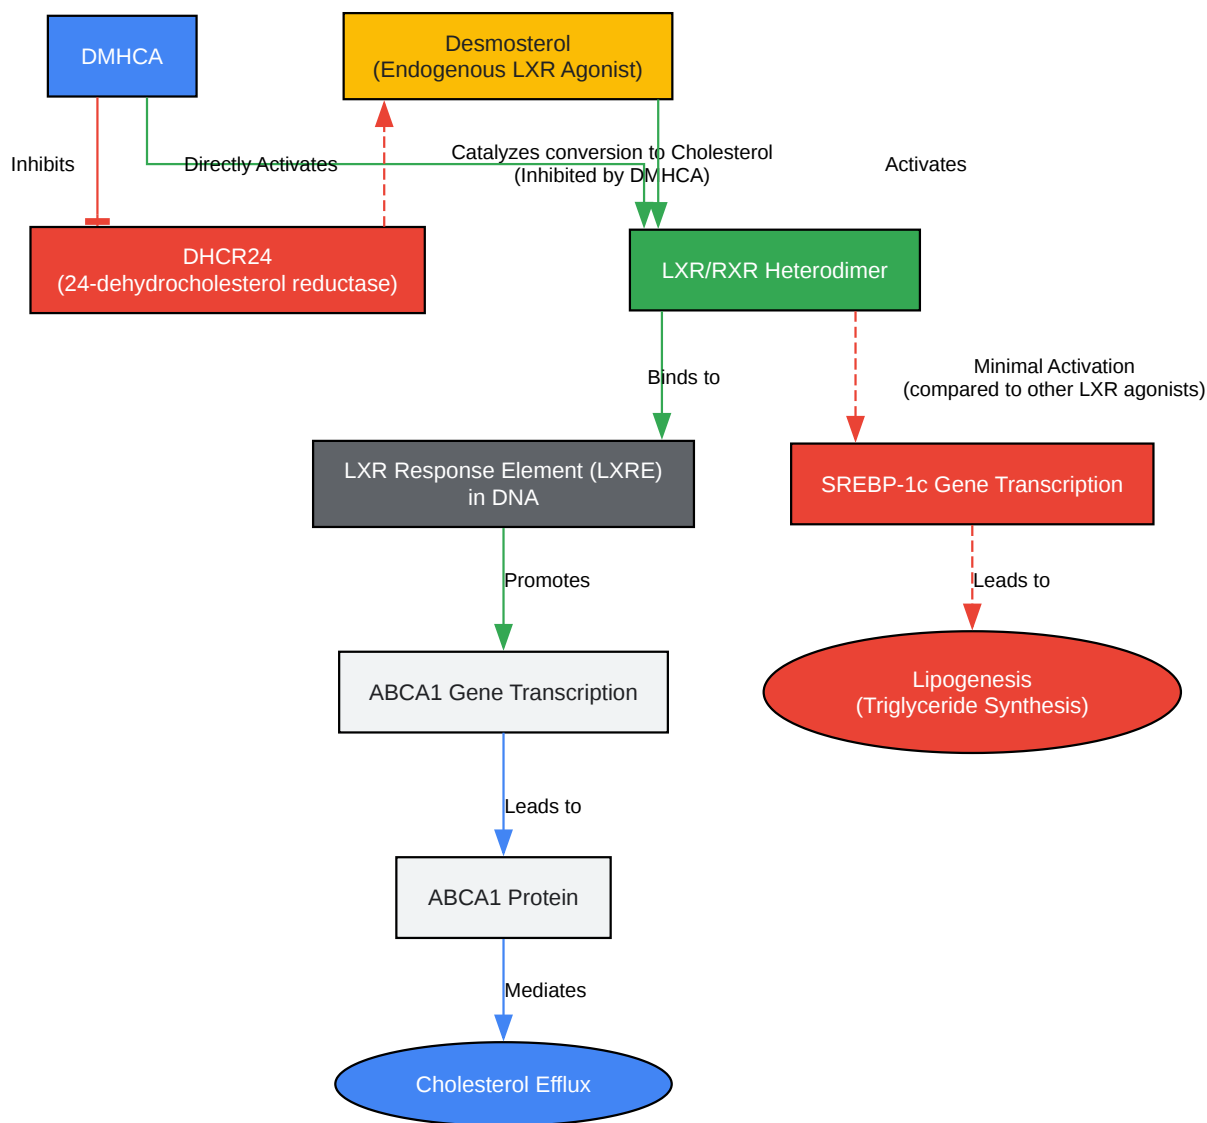 DMHCA
Desmosterol
(Endogenous LXR Agonist)
Inhibits
Directly Activates
Catalyzes conversion to Cholesterol
(Inhibited by DMHCA)
Activates
DHCR24
(24-dehydrocholesterol reductase)
LXR/RXR Heterodimer
Binds to
Minimal Activation
(compared to other LXR agonists)
LXR Response Element (LXRE)
in DNA
SREBP-1c Gene Transcription
Promotes
Leads to
ABCA1 Gene Transcription
Lipogenesis
(Triglyceride Synthesis)
Leads to
ABCA1 Protein
Mediates
Cholesterol Efflux